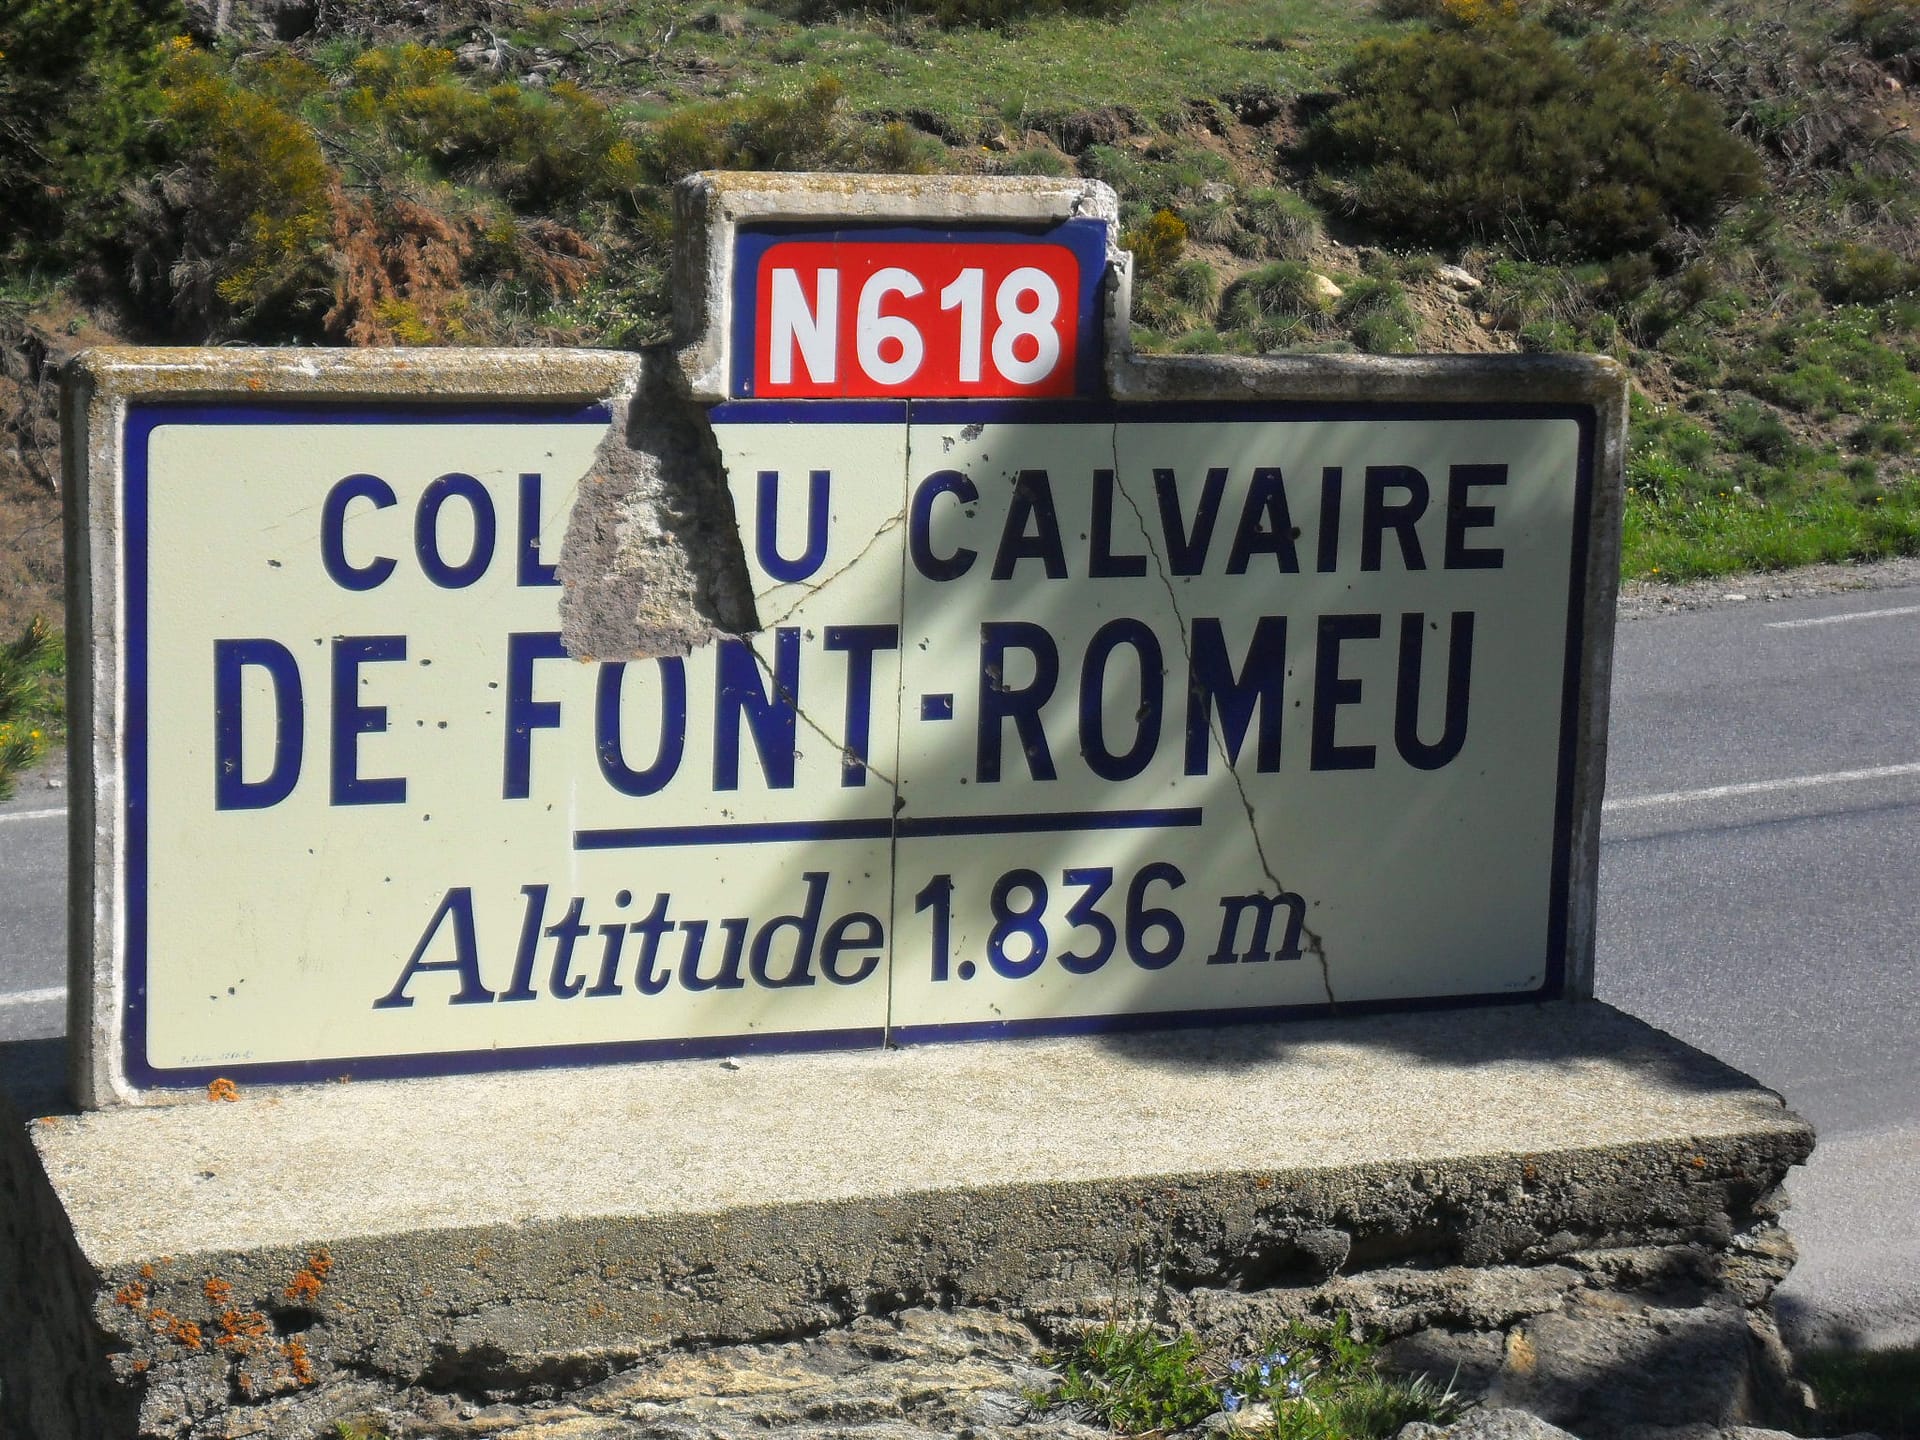 N618
COL U CALVAIRE
DE FONT-ROMEU
Altitude 1.836 m